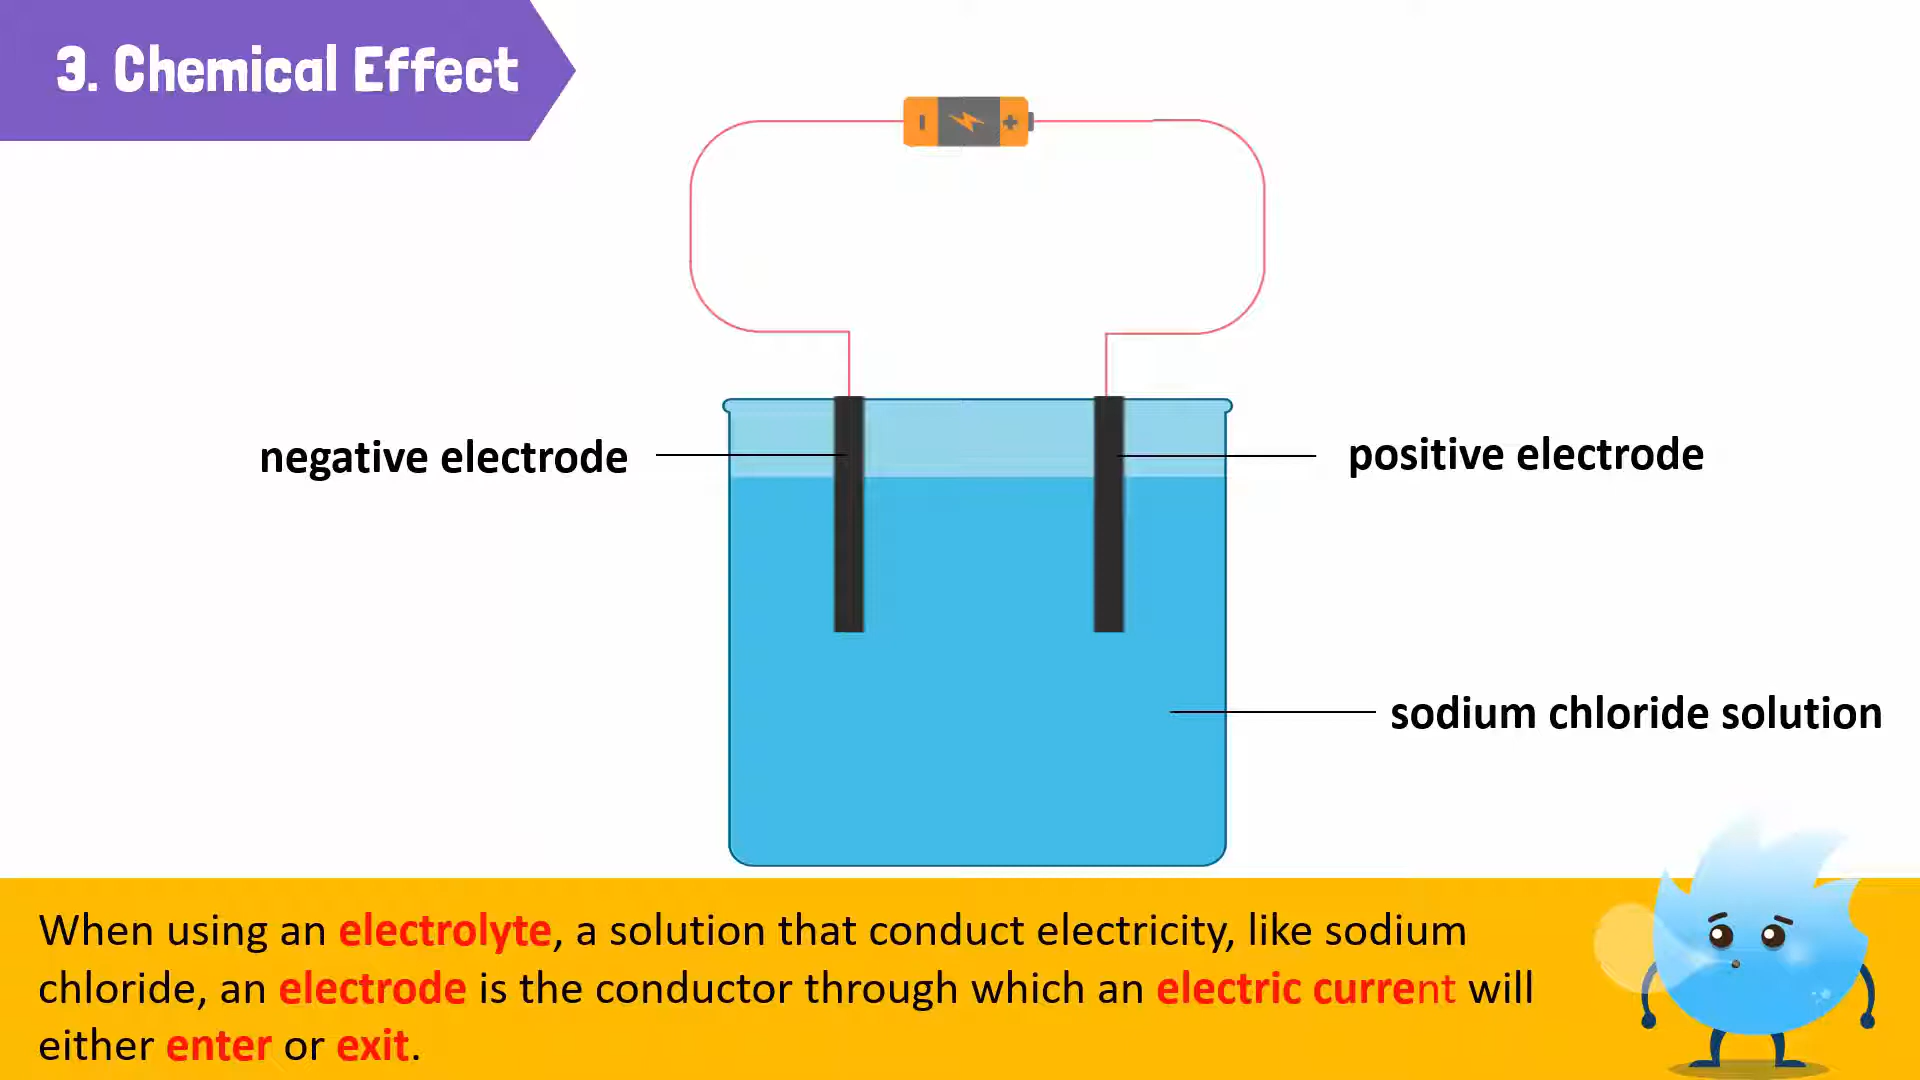 3. Chemical Effect
- +
negative electrode
positive electrode
sodium chloride solution
When using an electrolyte, a solution that conduct electricity, like sodium
chloride, an electrode is the conductor through which an electric current will
either enter or exit.